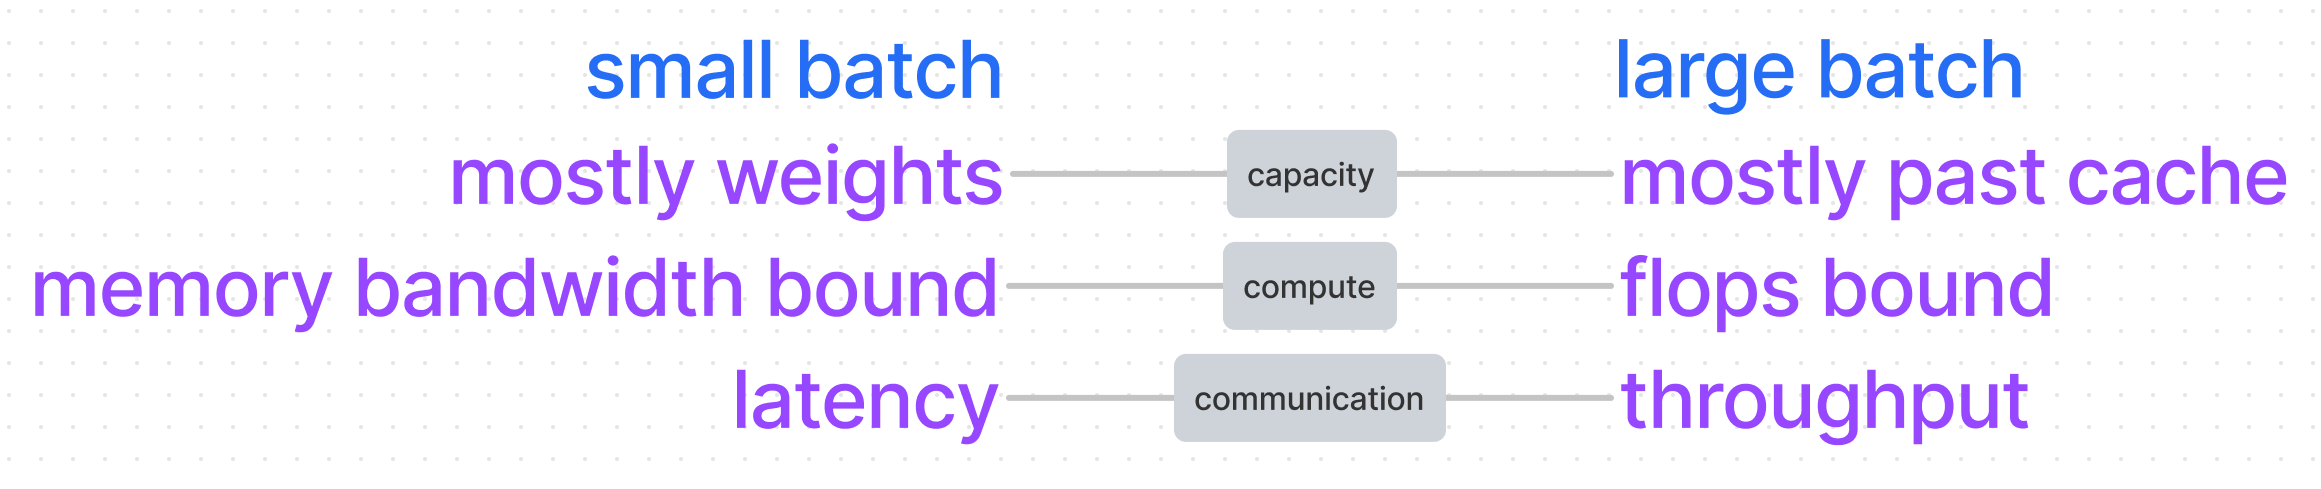 small batch large batch
mostly weights capacity mostly past cache
memory bandwidth bound compute flops bound
latency communication throughput